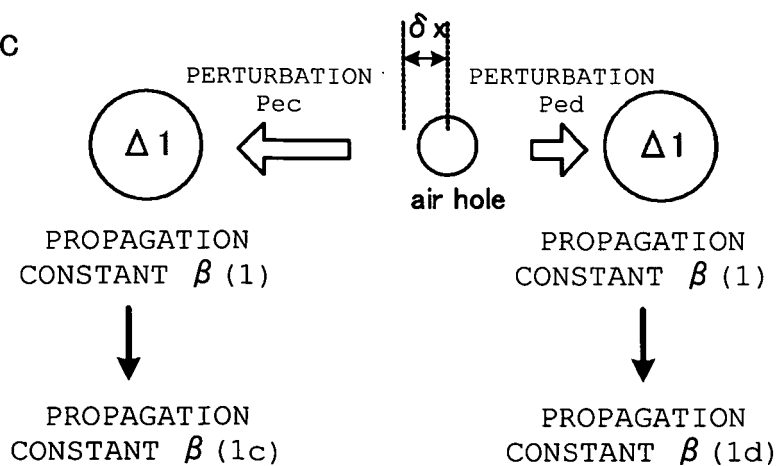 C
δx
PERTURBATION
Pec
PERTURBATION
Ped
Δ1
Δ1
air hole
PROPAGATION
CONSTANT β(1)
PROPAGATION
CONSTANT β(1)
PROPAGATION
CONSTANT β(1c)
PROPAGATION
CONSTANT β(1d)